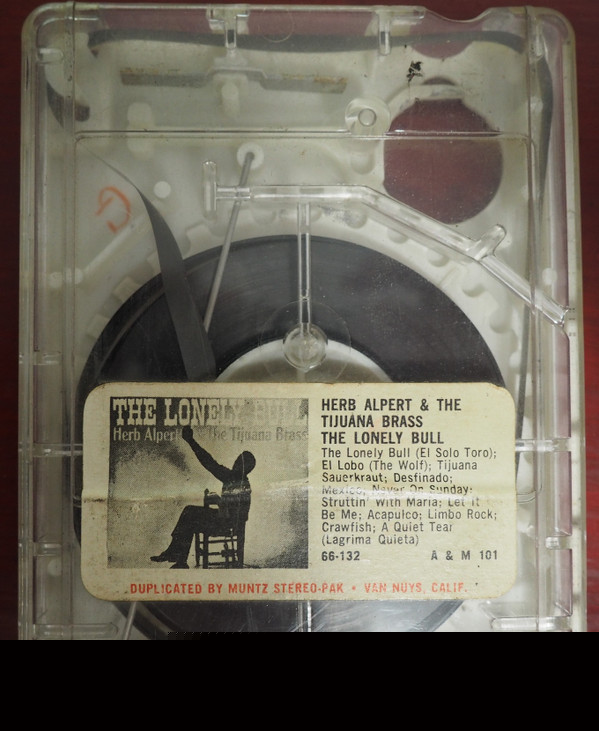 THE LONELY BULL
Herb Alpert & the Tijuana Brass
HERB ALPERT & THE
TIJUANA BRASS
THE LONELY BULL
The Lonely Bull (El Solo Toro);
El Lobo (The Wolf); Tijuana
Sauerkraut; Desfinado;
Mexico; Never On Sunday;
Struttin' With Maria; Let It
Be Me; Acapulco; Limbo Rock;
Crawfish; A Quiet Tear
(Lagrima Quieta)
66-132 A & M 101
DUPLICATED BY MUNTZ STEREO-PAK • VAN NUYS, CALIF.